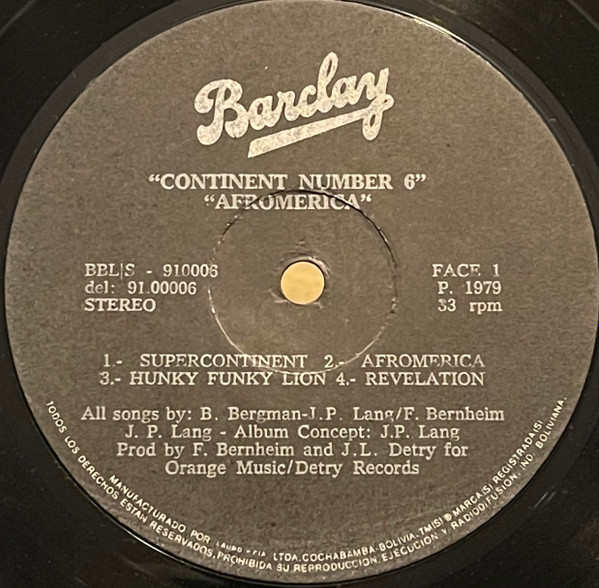 Barclay
"CONTINENT NUMBER 6"
"AFROMERICA"
BBL|S - 910006
del: 91.00006
STEREO
FACE 1
P. 1979
33 rpm
1.- SUPERCONTINENT 2.- AFROMERICA
3.- HUNKY FUNKY LION 4.- REVELATION
All songs by: B. Bergman-J.P. Lang/F. Bernheim
J. P. Lang - Album Concept: J.P. Lang
Prod by F. Bernheim and J.L. Detry for
Orange Music/Detry Records
MANUFACTURADO POR LAURO + CIA LTDA. COCHABAMBA-BOLIVIA. TM(S) ® MARCA(S) REGISTRADA(S)
TODOS LOS DERECHOS ESTAN RESERVADOS, PROHIBIDA SU REPRODUCCION, EJECUCION Y RADIODIFUSION. IND. BOLIVIANA.